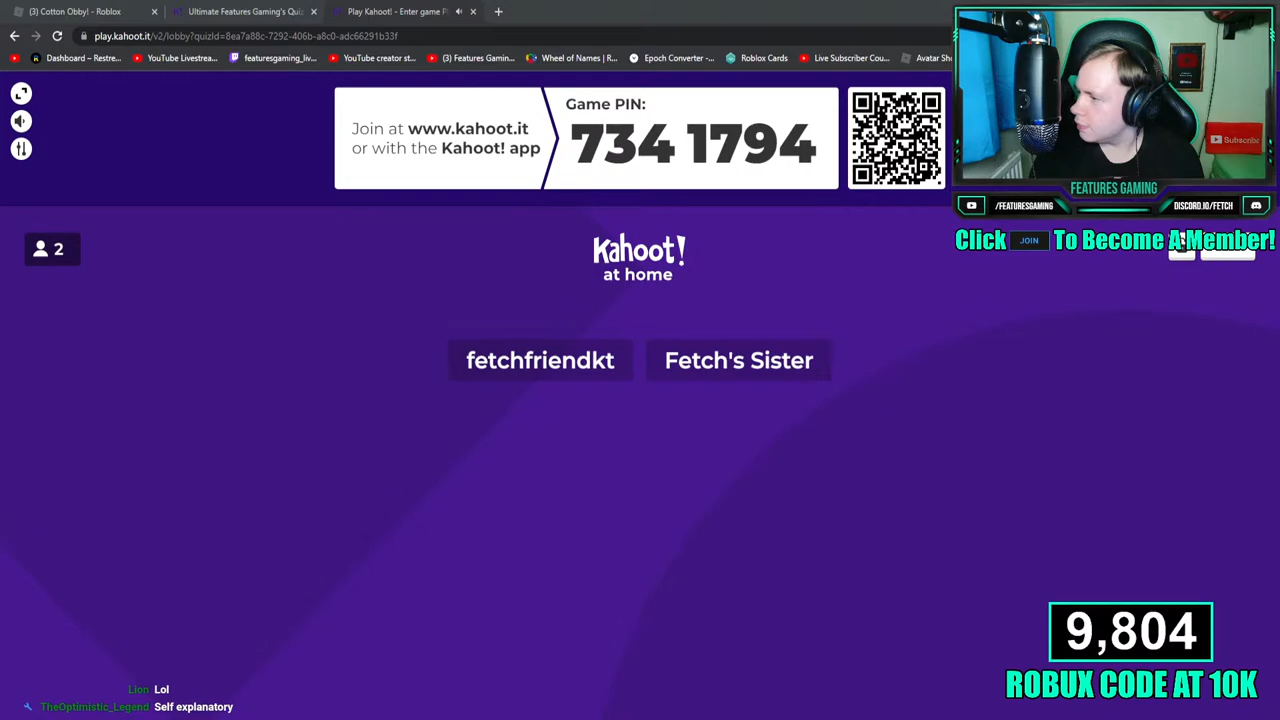 (3) Cotton Obby! - Roblox
Ultimate Features Gaming's Quiz
Play Kahoot! - Enter game P
play.kahoot.it/v2/lobby?quizId=8ea7a88c-7292-406b-a8c0-adc66291b33f
Dashboard – Restre...
YouTube Livestrea...
featuresgaming_liv...
YouTube creator st...
(3) Features Gamin...
Wheel of Names | R...
Epoch Converter -...
Roblox Cards
Live Subscriber Cou...
Avatar Sho
Join at www.kahoot.it
or with the Kahoot! app
Game PIN:
734 1794
Subscribe
FEATURES GAMING
/FEATURESGAMING
DISCORD.IO/FETCH
Click JOIN To Become A Member!
2
Kahoot!
at home
fetchfriendkt
Fetch's Sister
9,804
ROBUX CODE AT 10K
Lion Lol
TheOptimistic_Legend Self explanatory